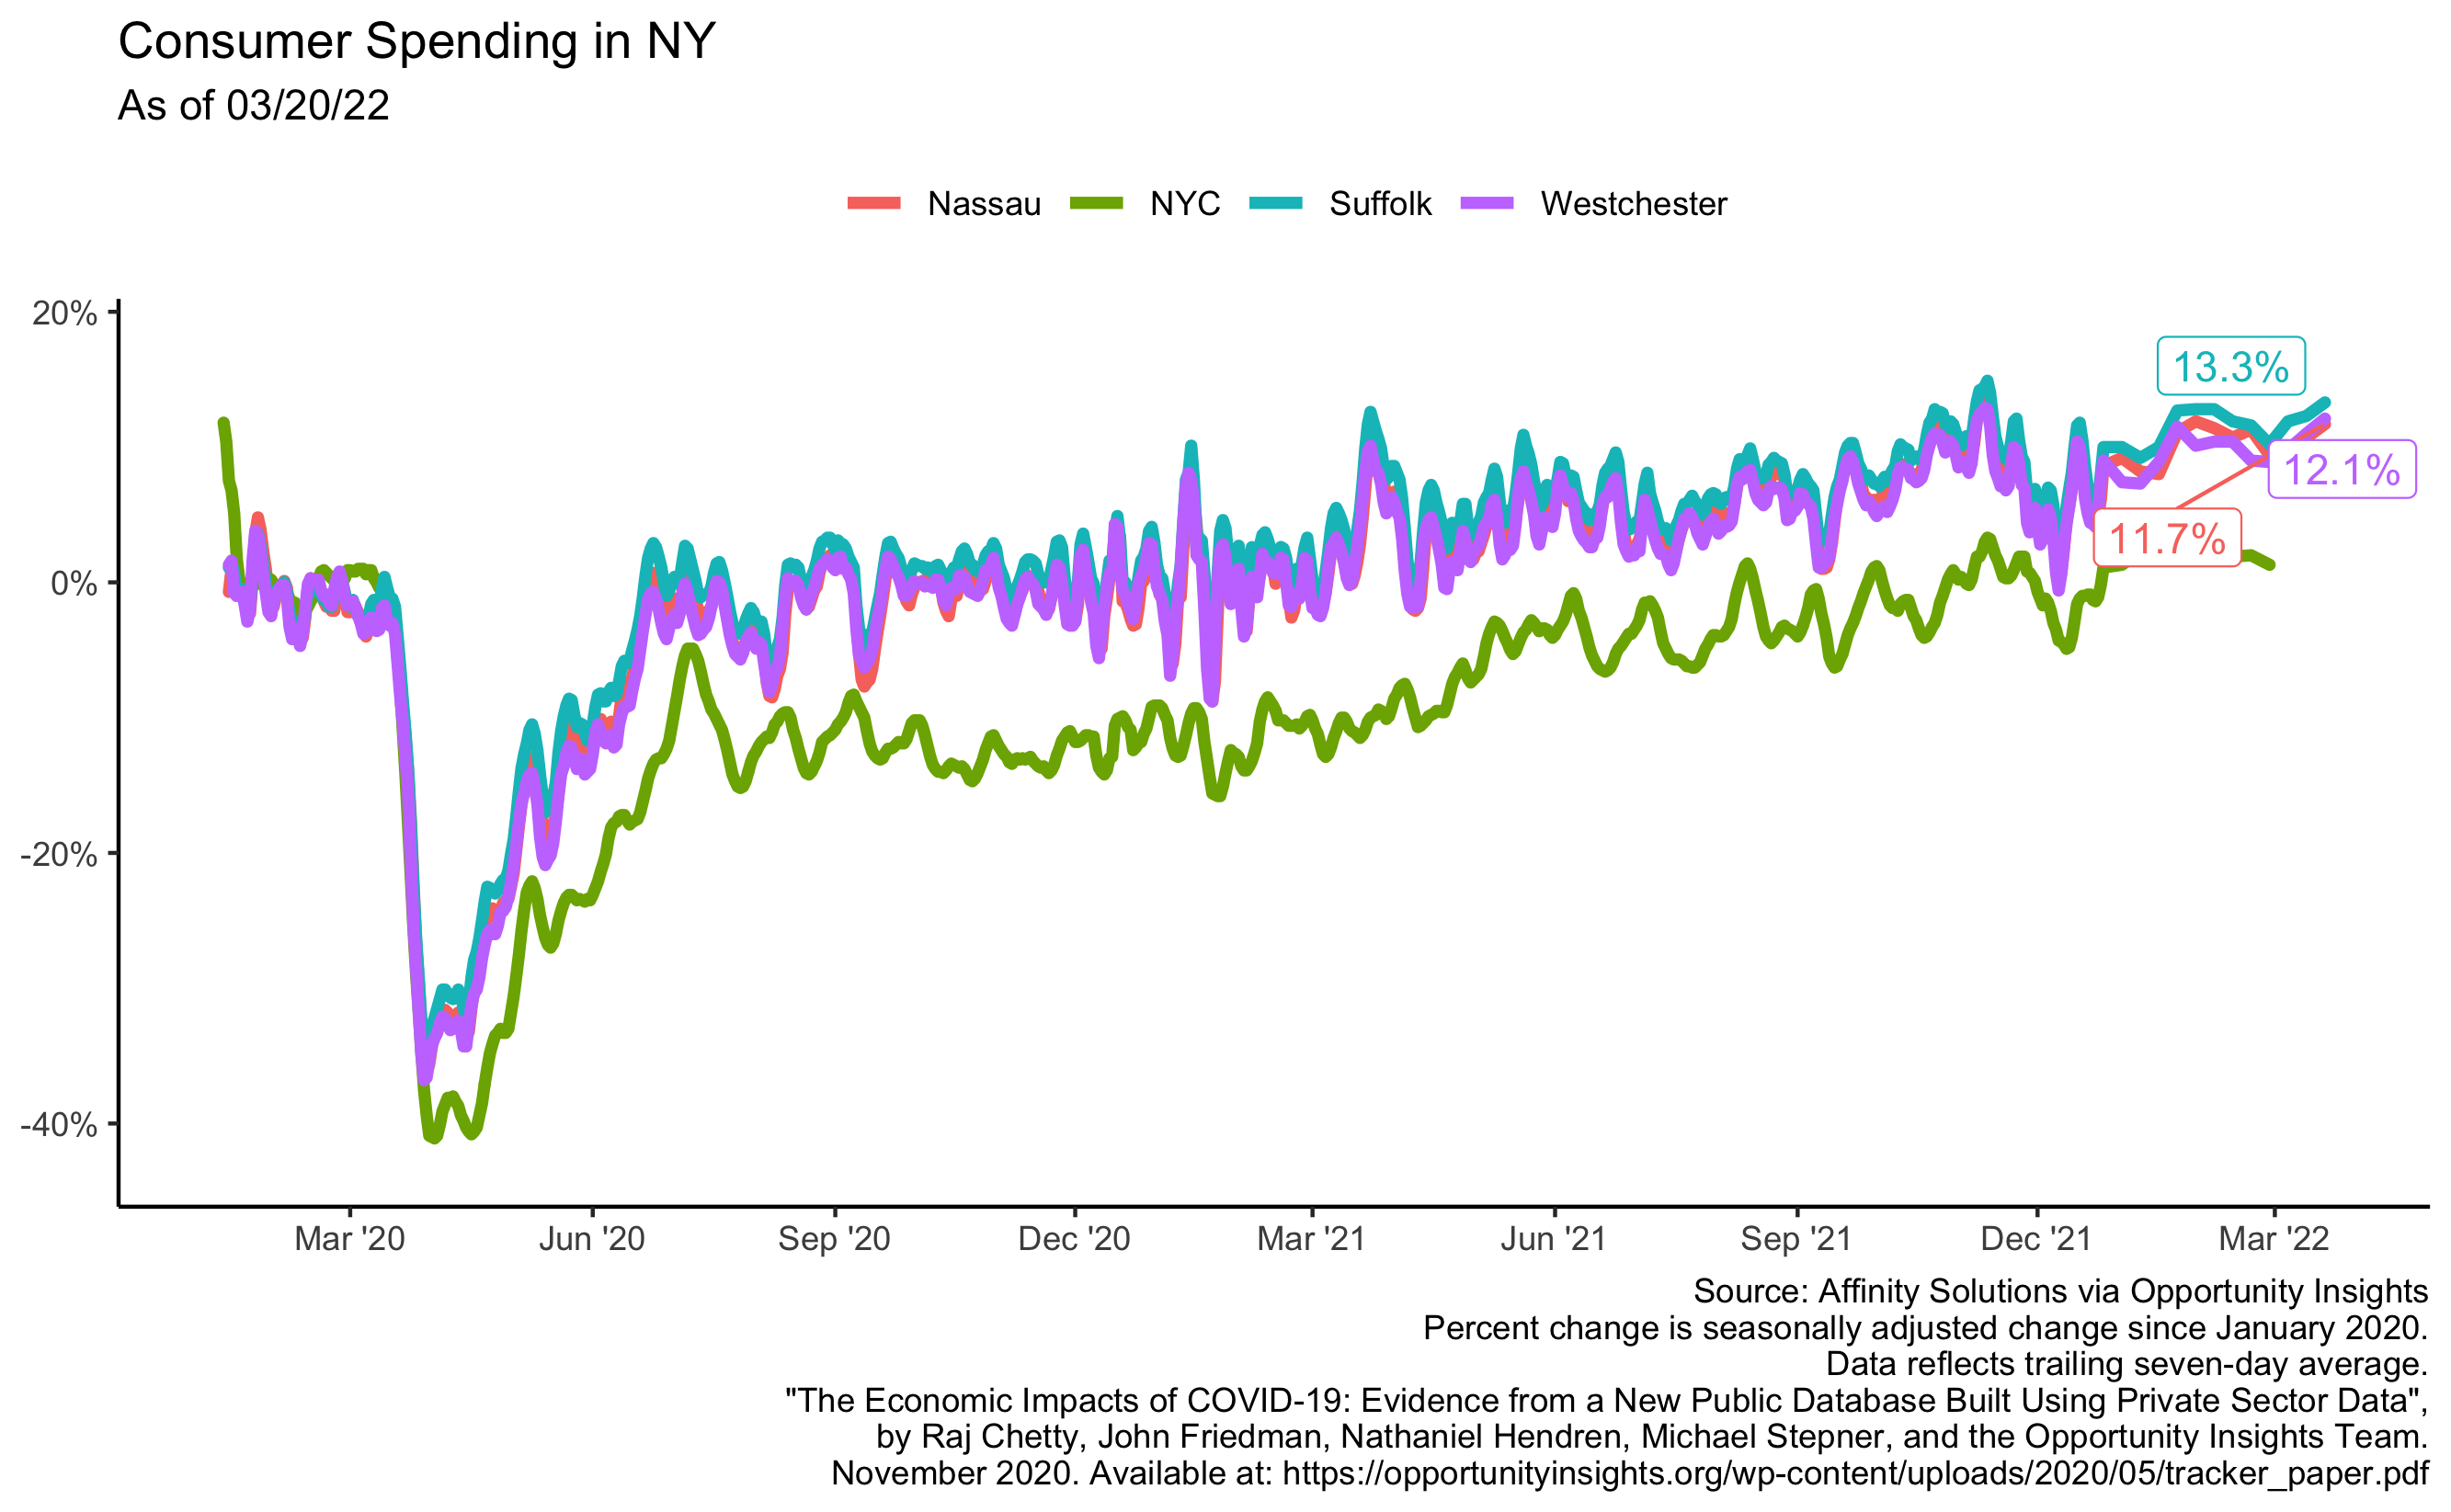 Consumer Spending in NY
As of 03/20/22
Nassau NYC Suffolk Westchester
20%
0%
-20%
-40%
13.3%
12.1%
11.7%
Mar '20 Jun '20 Sep '20 Dec '20 Mar '21 Jun '21 Sep '21 Dec '21 Mar '22
Source: Affinity Solutions via Opportunity Insights
Percent change is seasonally adjusted change since January 2020.
Data reflects trailing seven-day average.
"The Economic Impacts of COVID-19: Evidence from a New Public Database Built Using Private Sector Data",
by Raj Chetty, John Friedman, Nathaniel Hendren, Michael Stepner, and the Opportunity Insights Team.
November 2020. Available at: https://opportunityinsights.org/wp-content/uploads/2020/05/tracker_paper.pdf